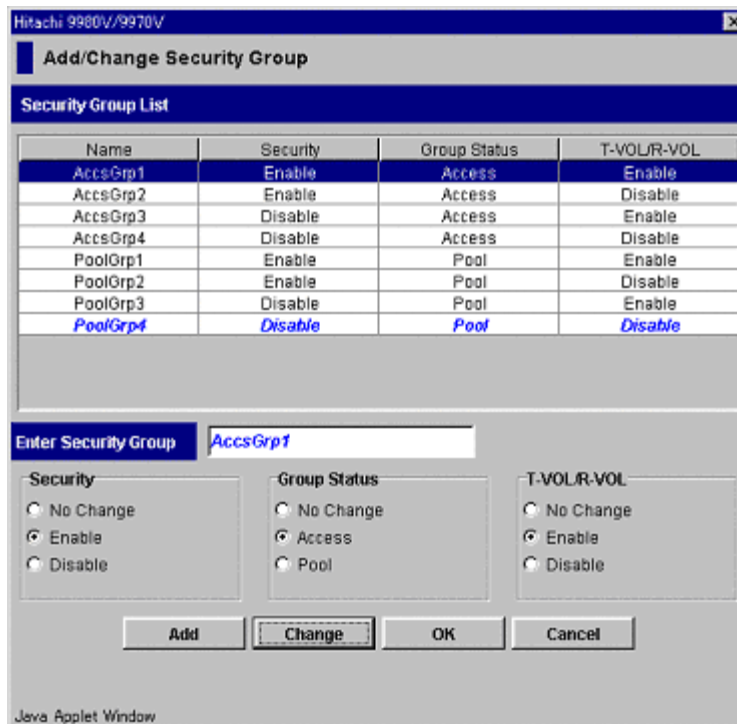 Hitachi 9980V/9970V
Add/Change Security Group
Security Group List
Name Security Group Status T-VOL/R-VOL
AccsGrp1 Enable Access Enable
AccsGrp2 Enable Access Disable
AccsGrp3 Disable Access Enable
AccsGrp4 Disable Access Disable
PoolGrp1 Enable Pool Enable
PoolGrp2 Enable Pool Disable
PoolGrp3 Disable Pool Enable
PoolGrp4 Disable Pool Disable
Enter Security Group AccsGrp1
Security Group Status T-VOL/R-VOL
No Change No Change No Change
Enable Access Enable
Disable Pool Disable
Add Change OK Cancel
Java Applet Window